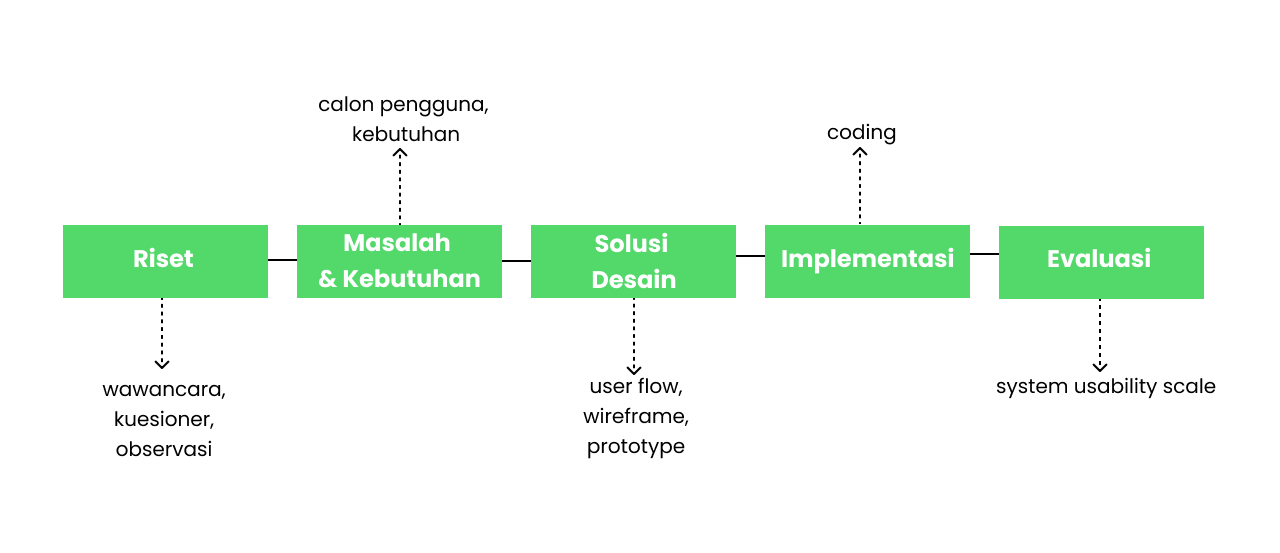 calon pengguna,
kebutuhan
coding
Riset
Masalah
& Kebutuhan
Solusi
Desain
Implementasi
Evaluasi
wawancara,
kuesioner,
observasi
user flow,
wireframe,
prototype
system usability scale